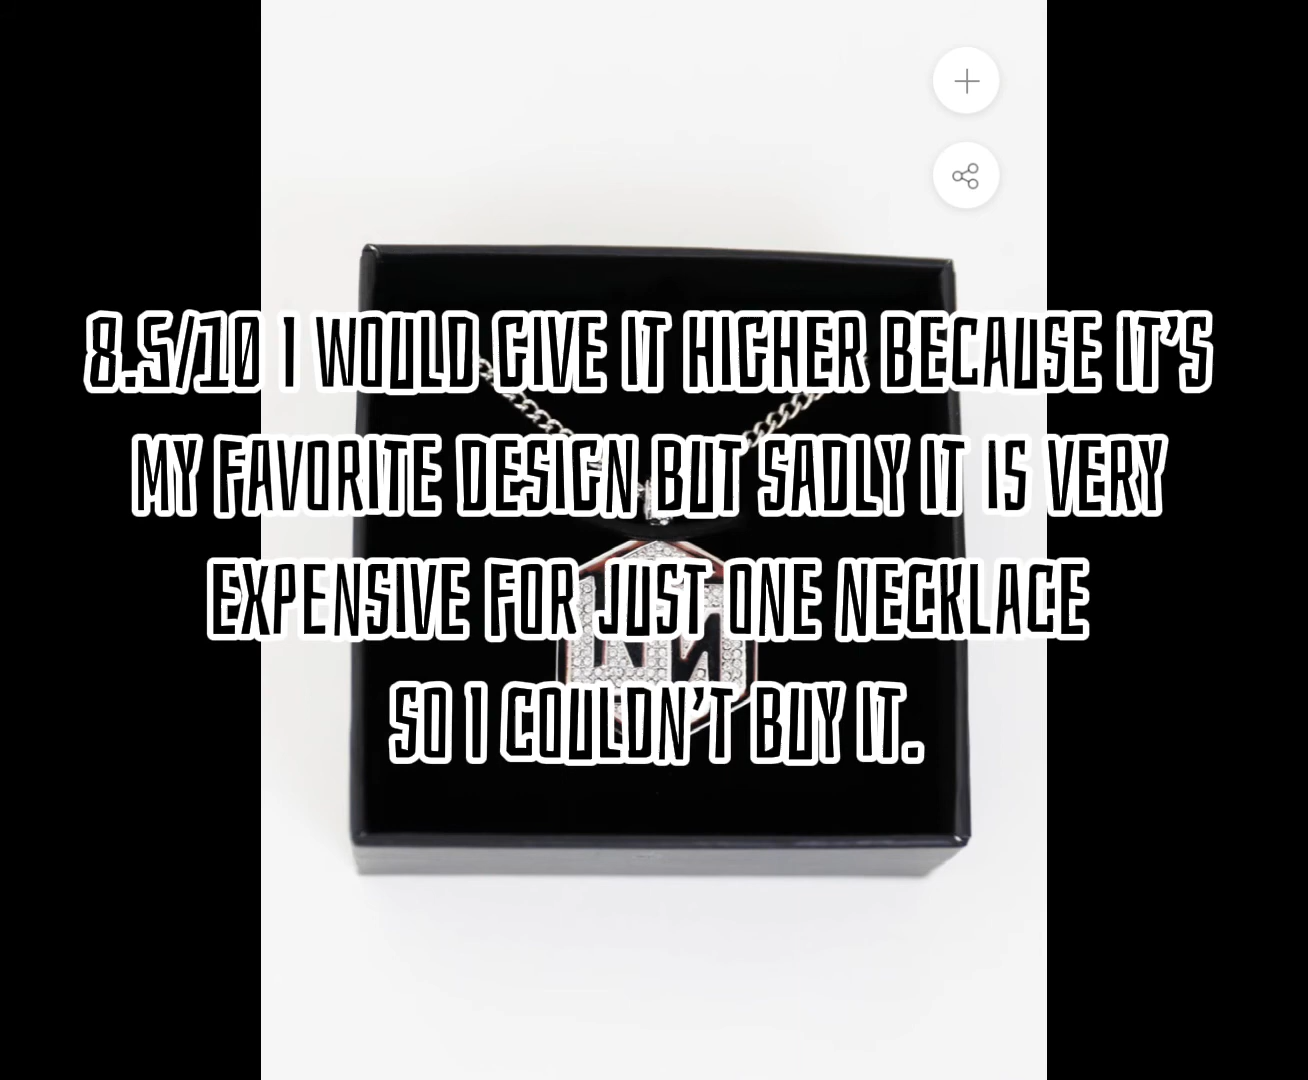 8.5/10 I WOULD GIVE IT HIGHER BECAUSE IT'S
MY FAVORITE DESIGN BUT SADLY IT IS VERY
EXPENSIVE FOR JUST ONE NECKLACE
SO I COULDN'T BUY IT.